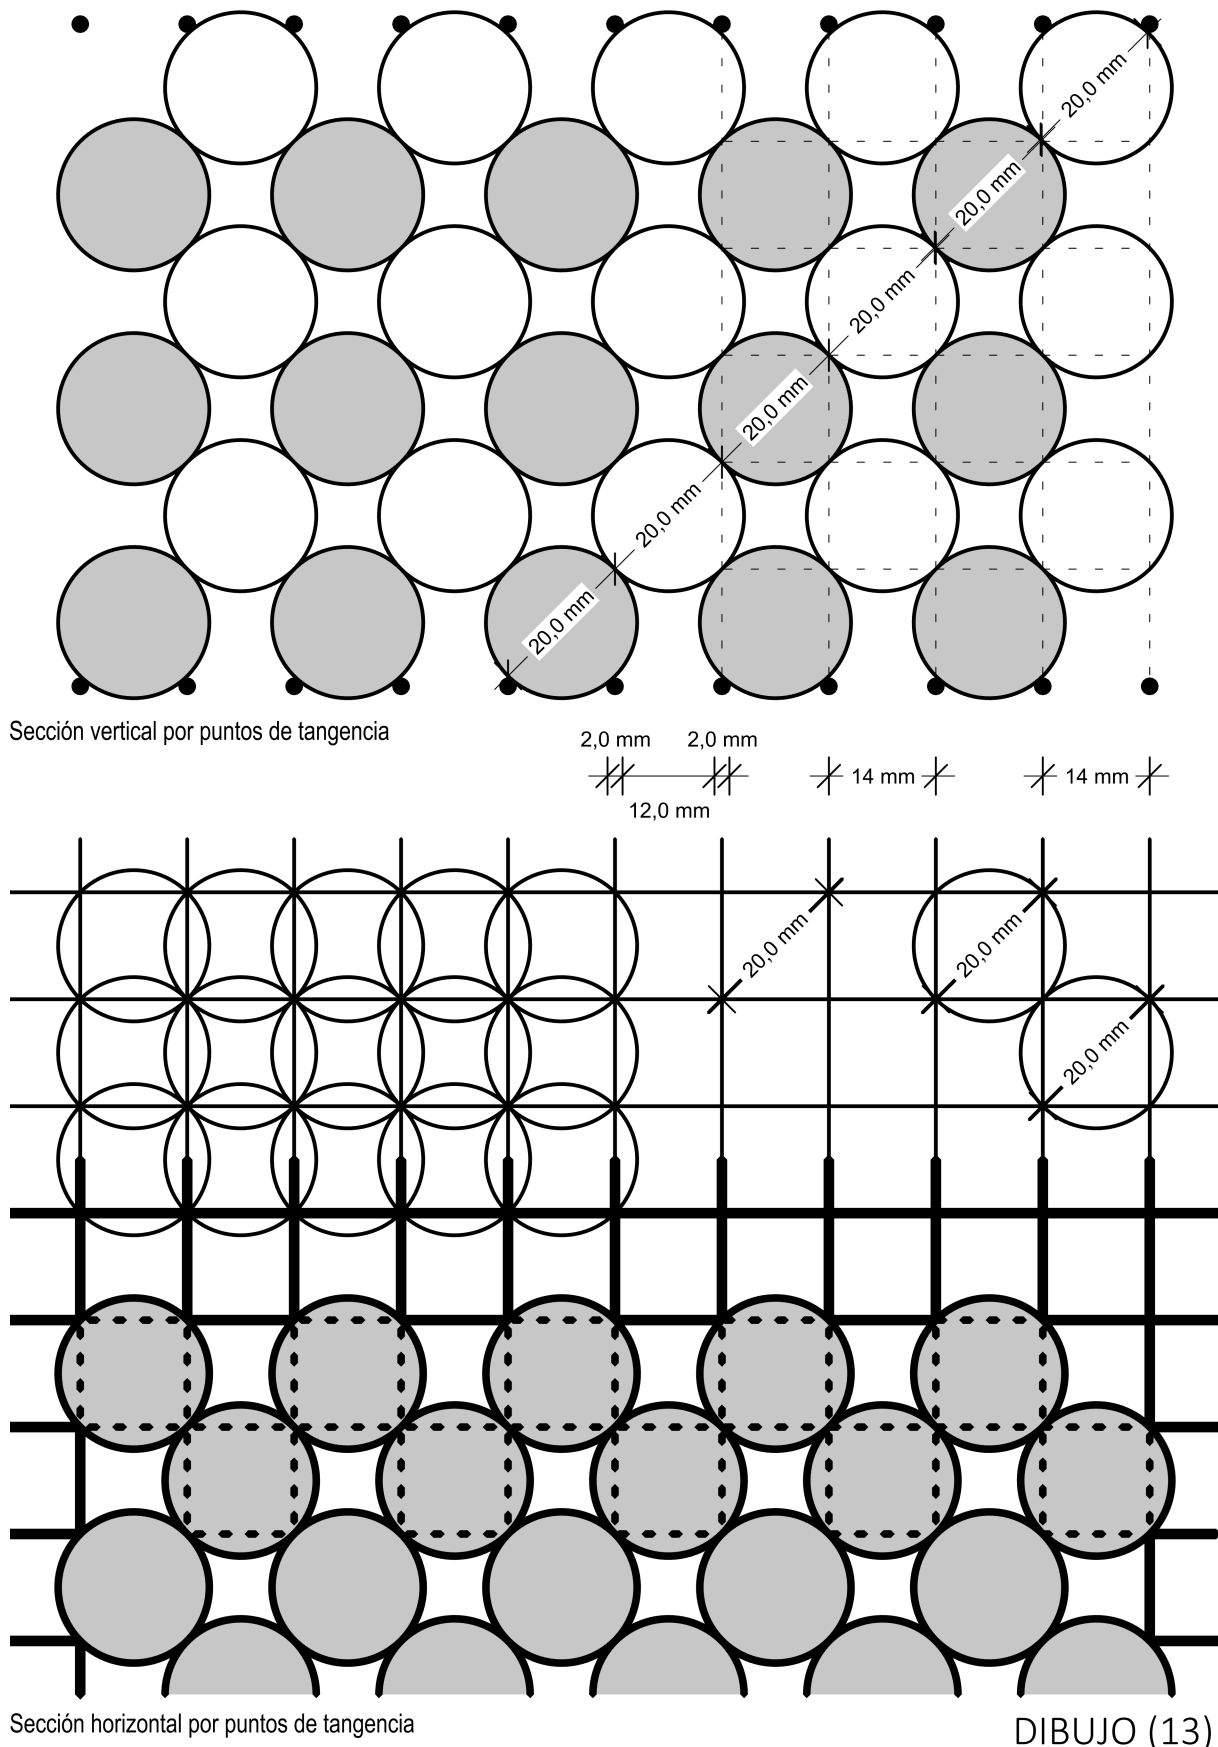 20,0 mm
20,0 mm
20,0 mm
20,0 mm
20,0 mm
20,0 mm
Sección vertical por puntos de tangencia
2,0 mm 2,0 mm
14 mm 14 mm
12,0 mm
20,0 mm 20,0 mm
20,0 mm
Sección horizontal por puntos de tangencia
DIBUJO (13)